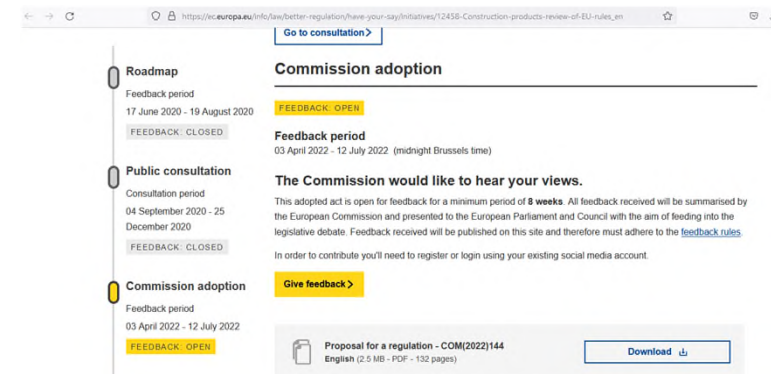 https://ec.europa.eu/info/law/better-regulation/have-your-say/initiatives/12458-Construction-products-review-of-EU-rules_en
Go to consultation
Roadmap
Feedback period
17 June 2020 - 19 August 2020
FEEDBACK: CLOSED
Public consultation
Consultation period
04 September 2020 - 25
December 2020
FEEDBACK: CLOSED
Commission adoption
Feedback period
03 April 2022 - 12 July 2022
FEEDBACK: OPEN
Commission adoption
FEEDBACK: OPEN
Feedback period
03 April 2022 - 12 July 2022 (midnight Brussels time)
The Commission would like to hear your views.
This adopted act is open for feedback for a minimum period of 8 weeks. All feedback received will be summarised by
the European Commission and presented to the European Parliament and Council with the aim of feeding into the
legislative debate. Feedback received will be published on this site and therefore must adhere to the feedback rules.
In order to contribute you'll need to register or login using your existing social media account.
Give feedback
Proposal for a regulation - COM(2022)144
English (2.5 MB - PDF - 132 pages)
Download